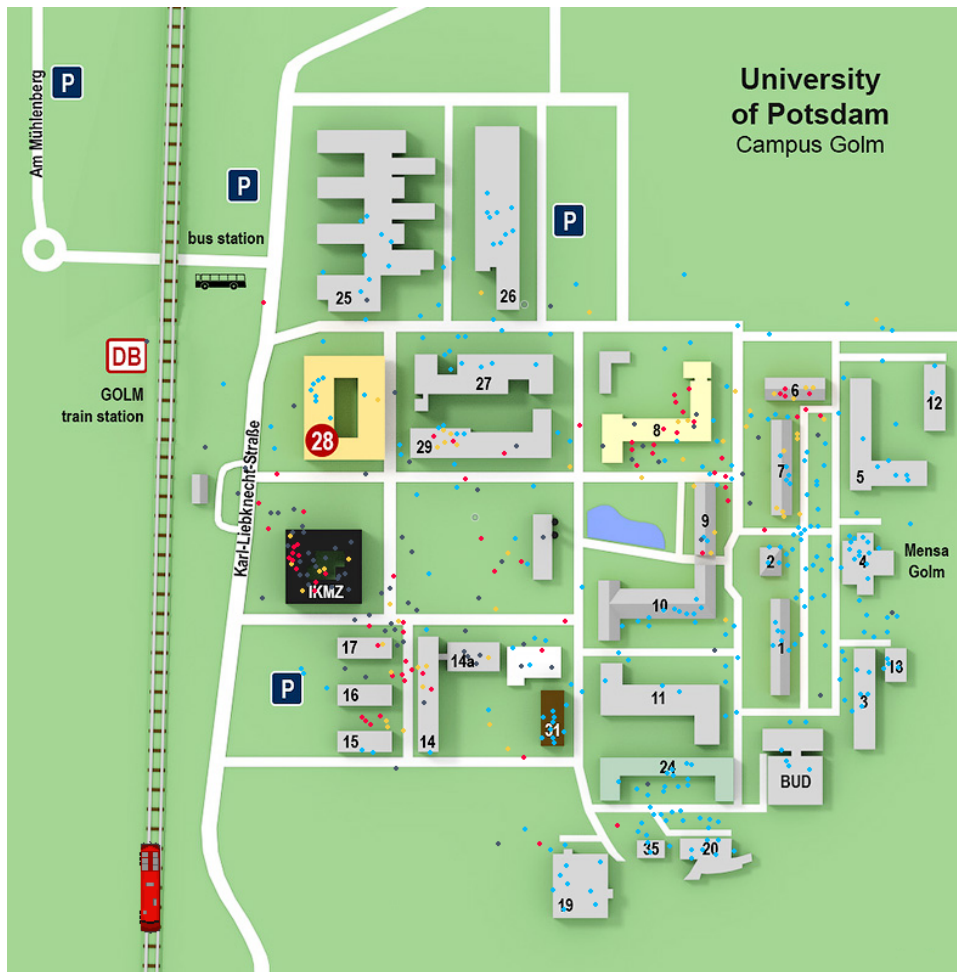 University
of Potsdam
Campus Golm
P
Am Mühlenberg
P
P
bus station
25
26
DB
GOLM
train station
27
6
12
28
8
29
7
5
Karl-Liebknecht-Straße
9
IKMZ
2
4
Mensa
Golm
10
17
14a
1
13
P
16
11
3
15
14
31
24
BUD
35
20
19